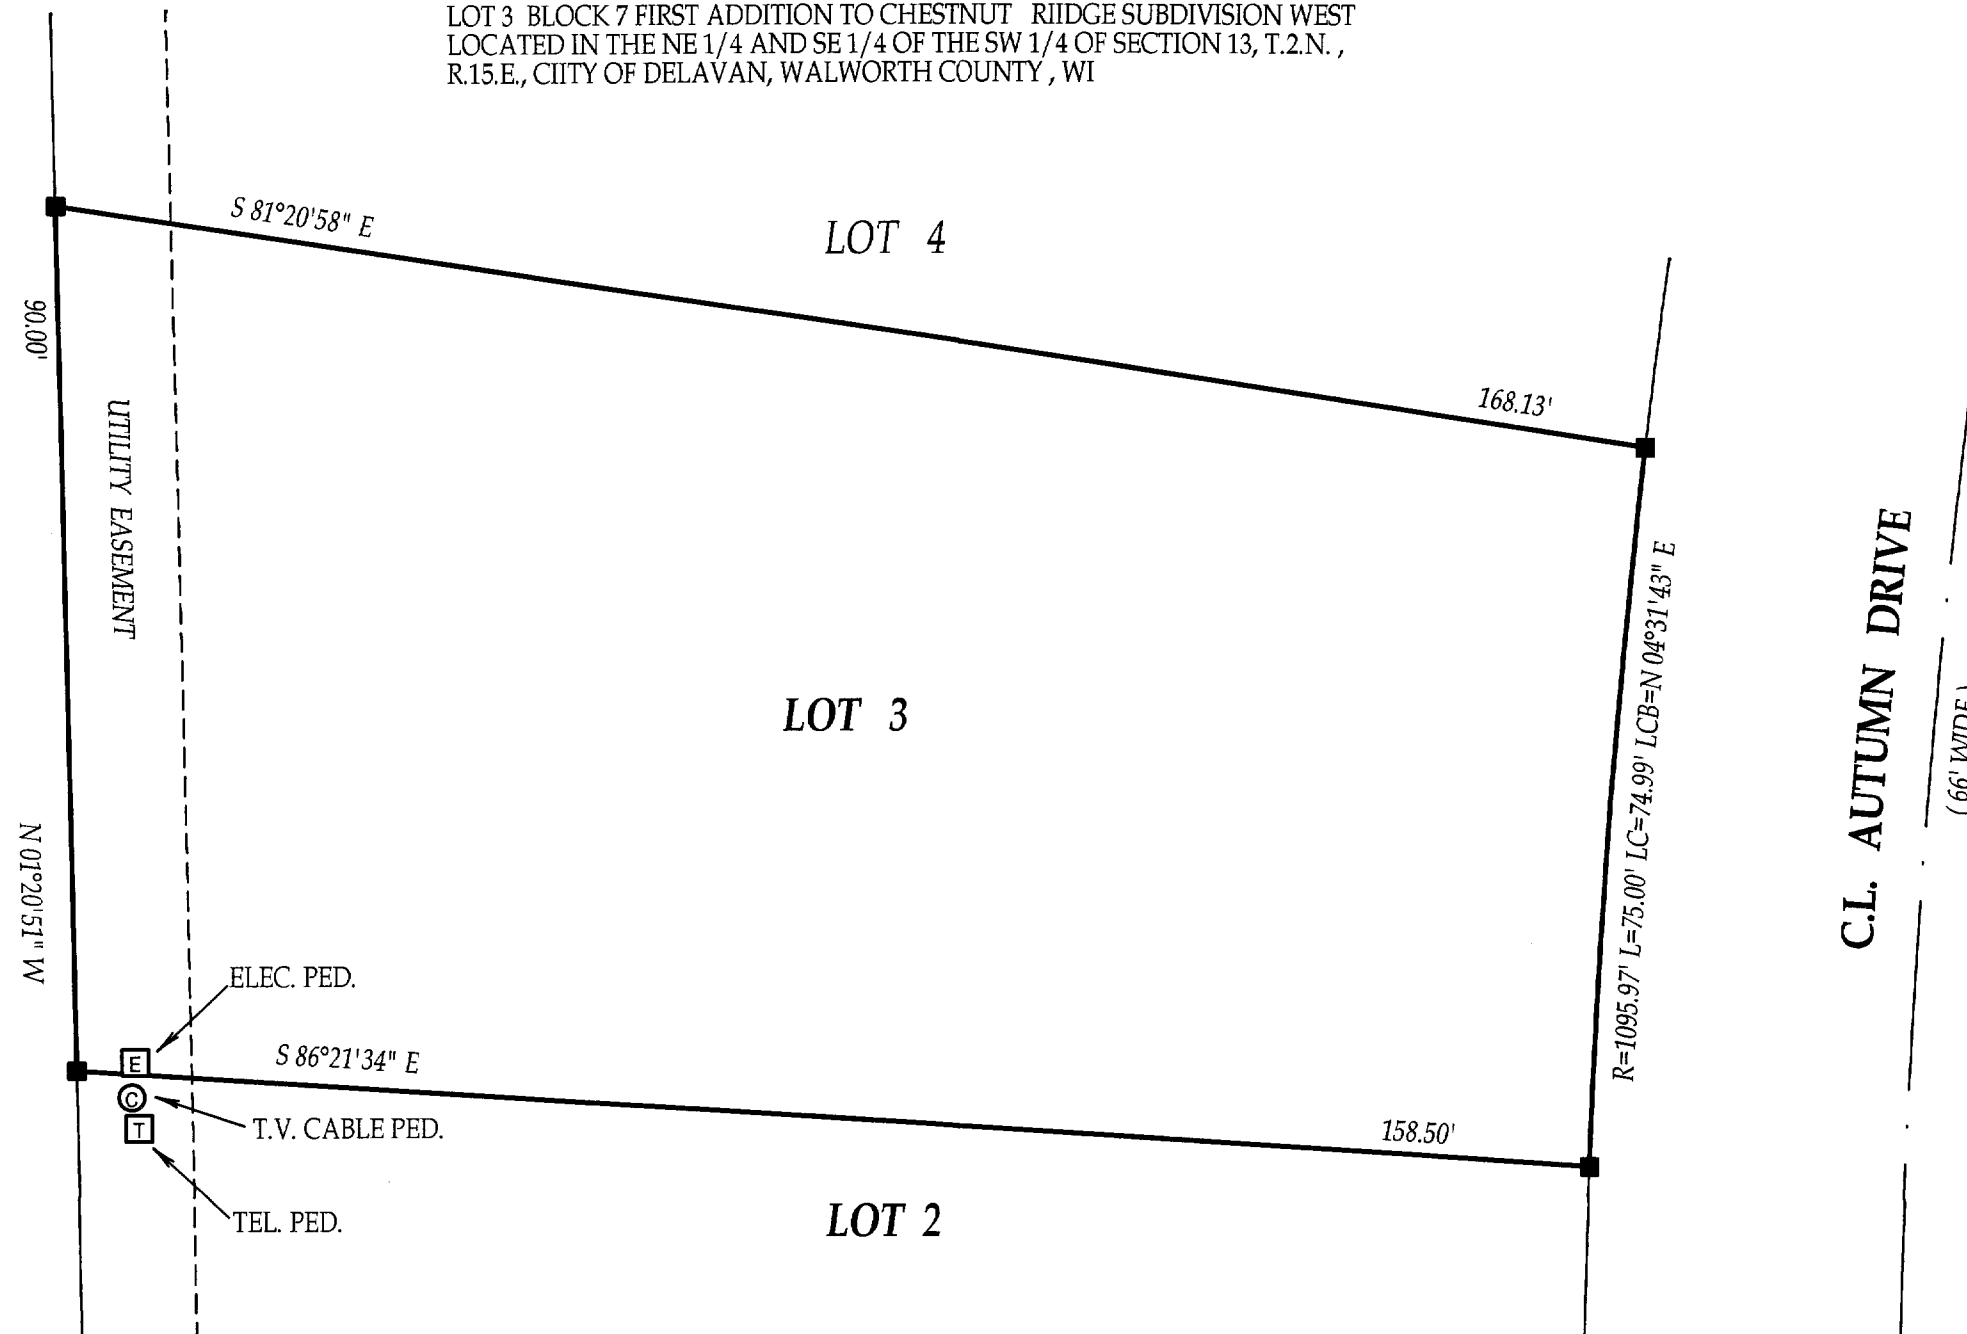 LOT 3 BLOCK 7 FIRST ADDITION TO CHESTNUT RIIDGE SUBDIVISION WEST
LOCATED IN THE NE 1/4 AND SE 1/4 OF THE SW 1/4 OF SECTION 13, T.2.N. ,
R.15.E., CIITY OF DELAVAN, WALWORTH COUNTY , WI
S 81°20'58" E
LOT 4
90.00'
168.13'
UTILITY EASEMENT
C.L. AUTUMN DRIVE
R=1095.97' L=75.00' LC=74.99' LCB=N 04°31'43" E
LOT 3
( 66' WIDE )
N 01°20'51" W
ELEC. PED.
E
S 86°21'34" E
C
T.V. CABLE PED.
T
158.50'
TEL. PED.
LOT 2